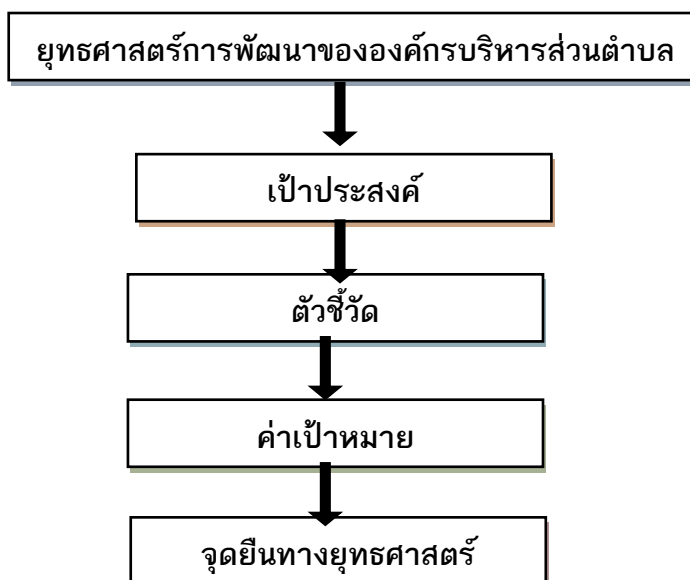 ยุทธศาสตร์การพัฒนาขององค์กรบริหารส่วนตำบล
เป้าประสงค์
ตัวชี้วัด
ค่าเป้าหมาย
จุดยืนทางยุทธศาสตร์